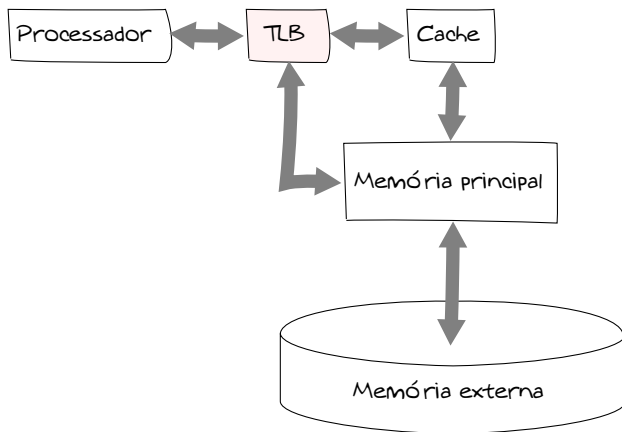 Processador
TLB
Cache
Memória principal
Memória externa